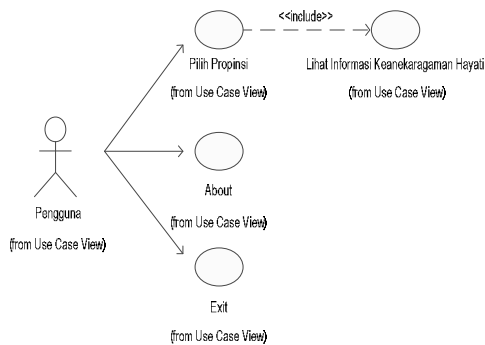 <<include>>
Pilih Propinsi
(from Use Case View)
Lihat Informasi Keanekaragaman Hayati
(from Use Case View)
About
(from Use Case View)
Pengguna
(from Use Case View)
Exit
(from Use Case View)